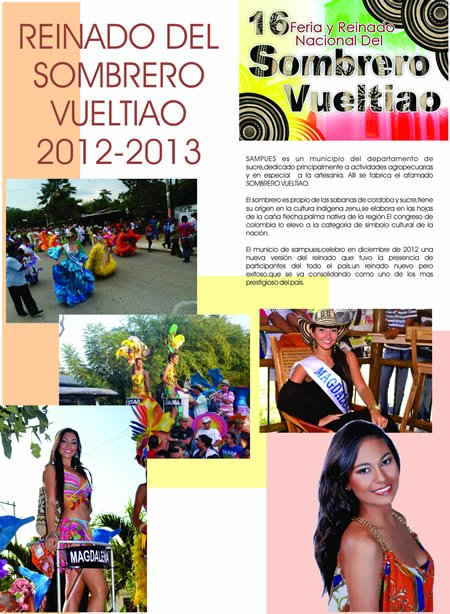 REINADO DEL
SOMBRERO
VUELTIAO
2012-2013
16 Feria y Reinado
Nacional Del
Sombrero
Vueltiao
SAMPUES es un municipio del departamento de
sucre,dedicado principalmente a actividades agropecuarias
y en especial a la artesania. Alli se fabrica el afamado
SOMBRERO VUELTIAO,
El sombrero es propio de las sabanas de cordoba y sucre,tiene
su origen en la cultura indigena zenu,se elabora en las hojas
de la caña flecha,palma nativa de la región.El congreso de
colombia lo elevo a la categoria de simbolo cultural de la
nación.
El municio de sampues,celebro en diciembre de 2012 una
nueva versión del reinado que tuvo la presencia de
participantes del todo el pais,un reinado nuevo pero
exitoso,que se va consolidando como uno de los mas
prestigioso del pais.
MAGDALE
MAGDALENA